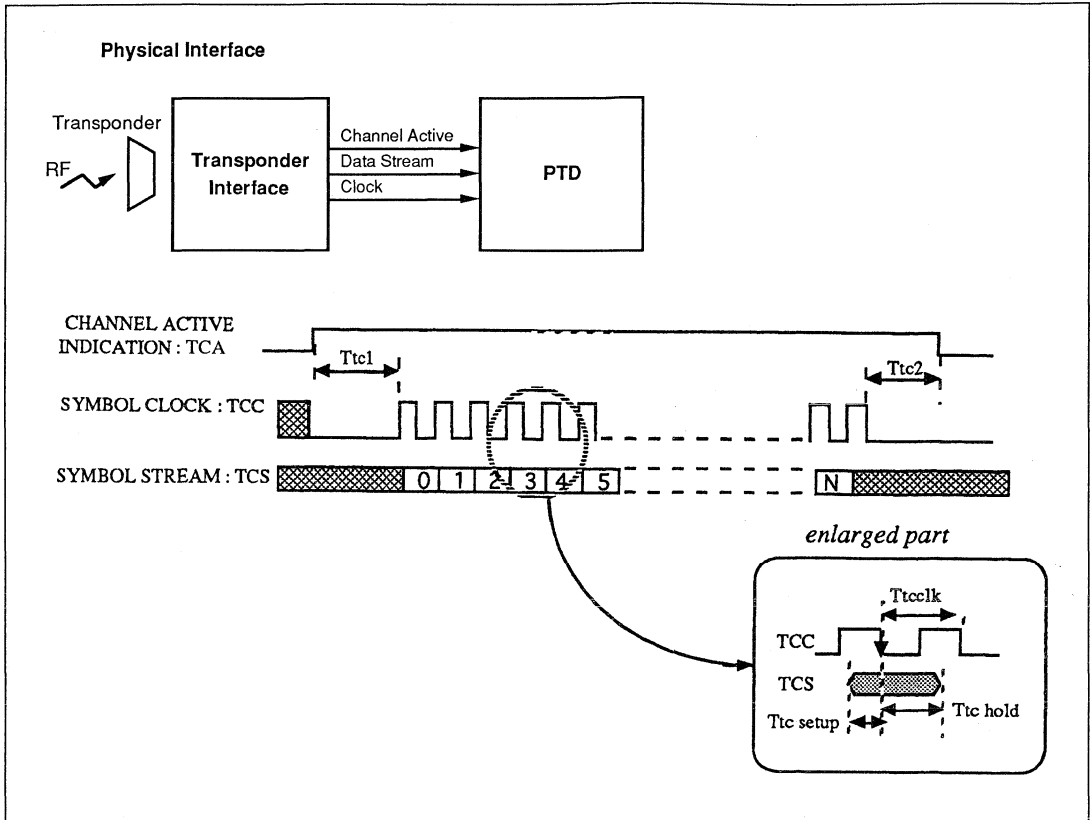 Physical Interface
Transponder
RF
Transponder
Interface
Channel Active
Data Stream
Clock
PTD
CHANNEL ACTIVE
INDICATION : TCA
Ttc1
Ttc2
SYMBOL CLOCK : TCC
SYMBOL STREAM : TCS
0 1 2 3 4 5 N
enlarged part
Ttcclk
TCC
TCS
Ttc setup
Ttc hold